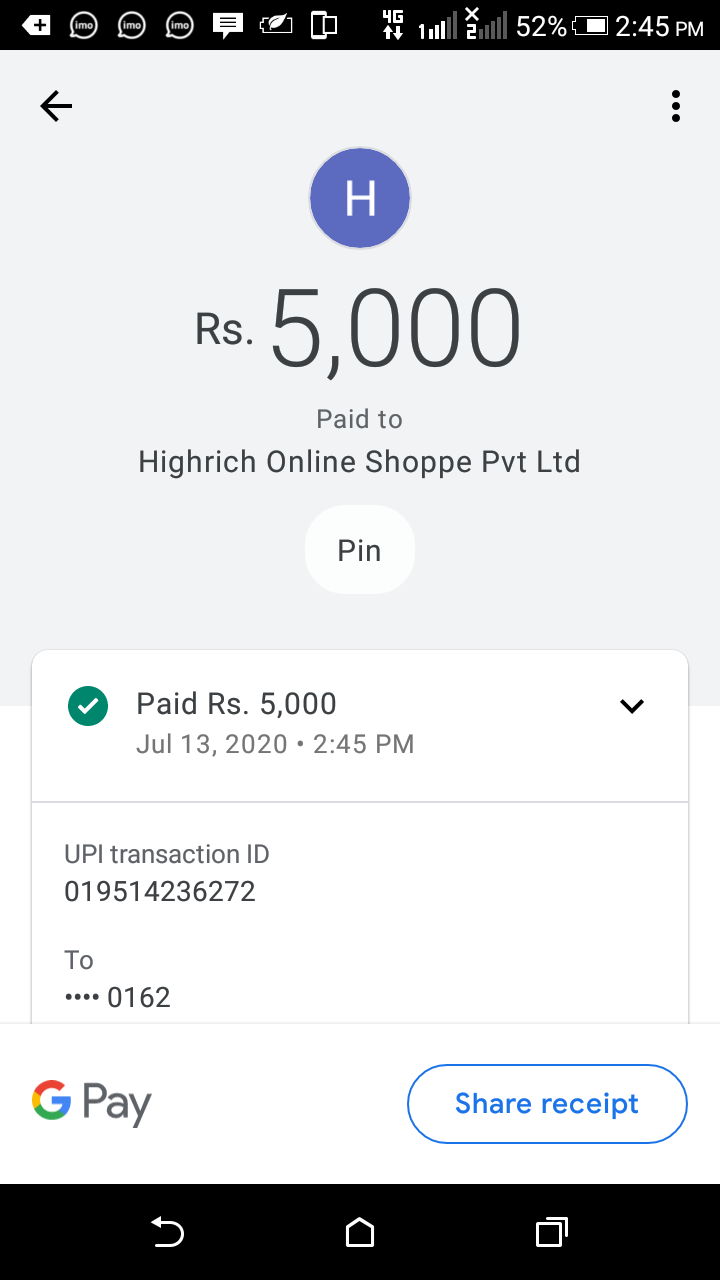 imo imo imo 4G 1 2 52% 2:45 PM
H
Rs. 5,000
Paid to
Highrich Online Shoppe Pvt Ltd
Pin
Paid Rs. 5,000
Jul 13, 2020 • 2:45 PM
UPI transaction ID
019514236272
To
•••• 0162
G Pay
Share receipt